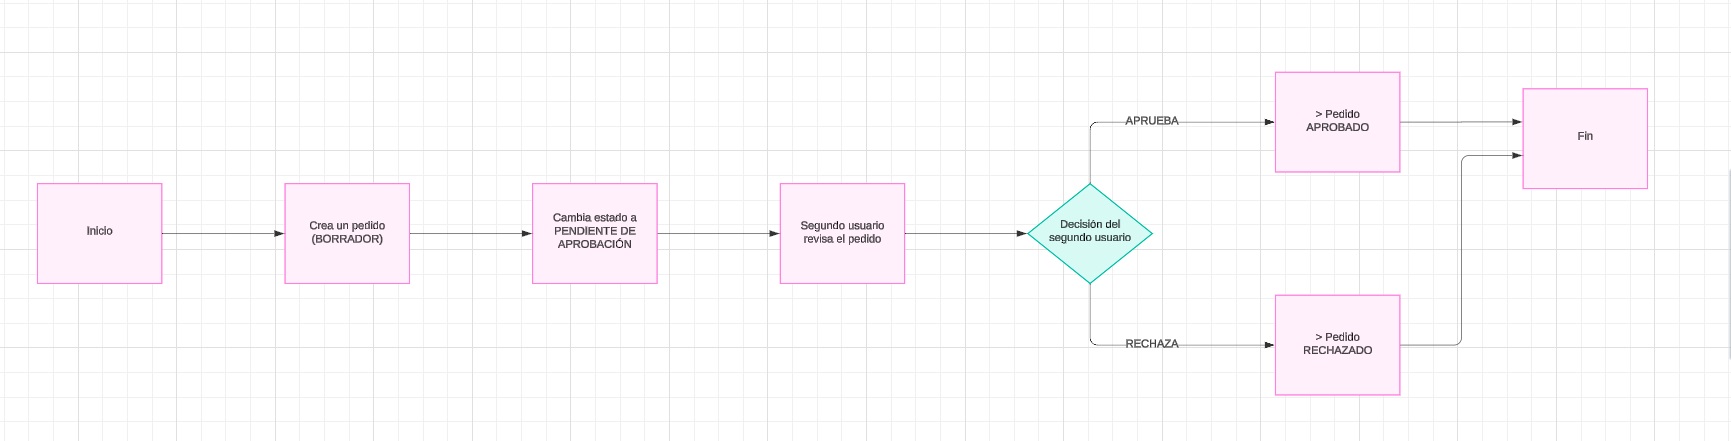 Inicio
Crea un pedido
(BORRADOR)
Cambia estado a
PENDIENTE DE
APROBACIÓN
Segundo usuario
revisa el pedido
Decisión del
segundo usuario
APRUEBA
> Pedido
APROBADO
RECHAZA
> Pedido
RECHAZADO
Fin